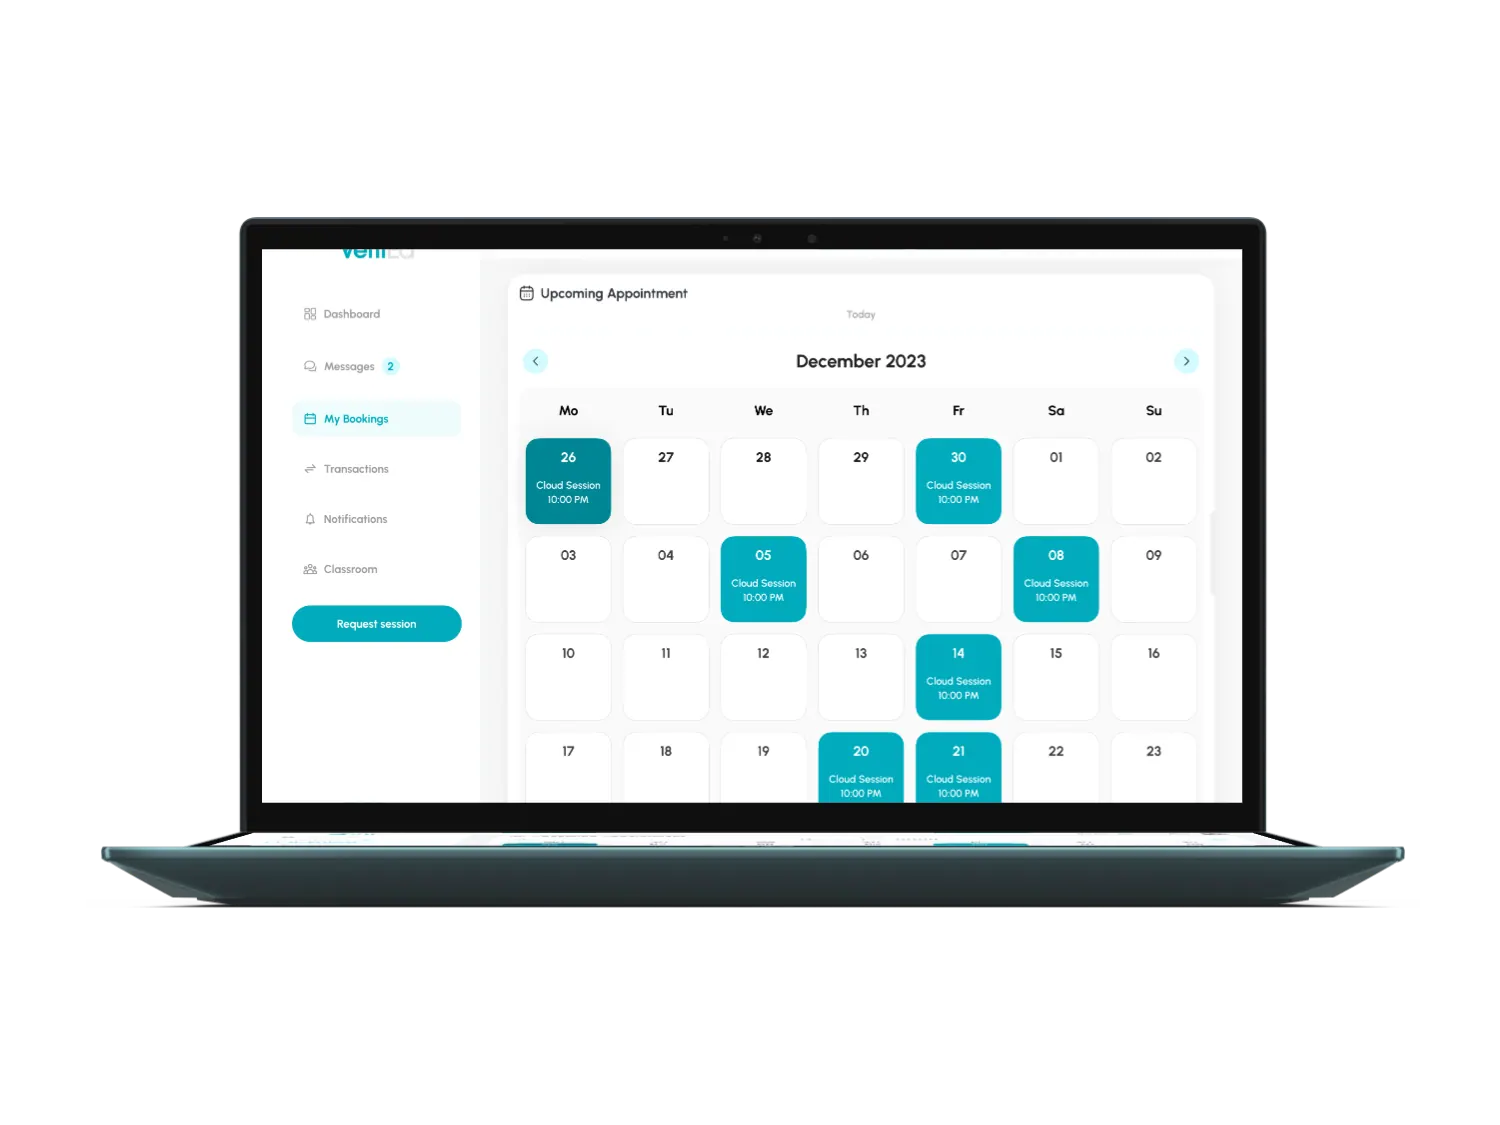 Upcoming Appointment
Today
December 2023
Mo Tu We Th Fr Sa Su
26 27 28 29 30 01 02
Cloud Session Cloud Session
10:00 PM 10:00 PM
03 04 05 06 07 08 09
Cloud Session Cloud Session
10:00 PM 10:00 PM
10 11 12 13 14 15 16
Cloud Session
10:00 PM
17 18 19 20 21 22 23
Cloud Session Cloud Session
10:00 PM 10:00 PM
Dashboard
Messages 2
My Bookings
Transactions
Notifications
Classroom
Request session